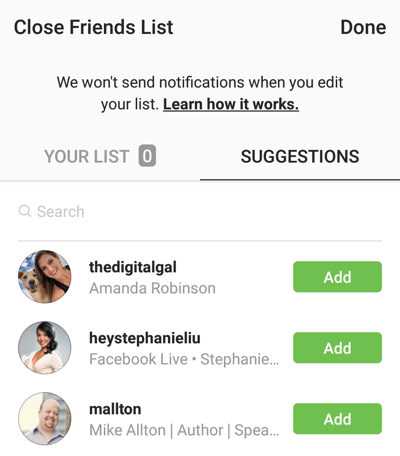 Close Friends List Done
We won't send notifications when you edit
your list. Learn how it works.
YOUR LIST 0 SUGGESTIONS
Search
thedigitalgal
Amanda Robinson
Add
heystephanieliu
Facebook Live • Stephanie...
Add
mallton
Mike Allton | Author | Spea...
Add